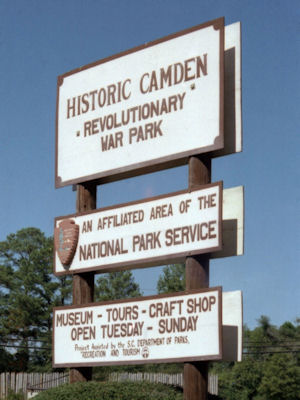 HISTORIC CAMDEN
"REVOLUTIONARY"
WAR PARK
AN AFFILIATED AREA OF THE
NATIONAL PARK SERVICE
MUSEUM - TOURS - CRAFT SHOP
OPEN TUESDAY - SUNDAY
Project Assisted by the S.C. DEPARTMENT OF PARKS,
RECREATION AND TOURISM